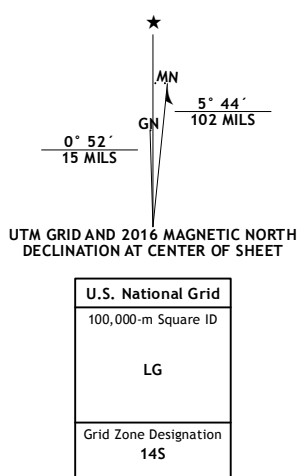 ★
MN
GN
5° 44´
102 MILS
0° 52´
15 MILS
UTM GRID AND 2016 MAGNETIC NORTH
DECLINATION AT CENTER OF SHEET
U.S. National Grid
100,000-m Square ID
LG
Grid Zone Designation
14S